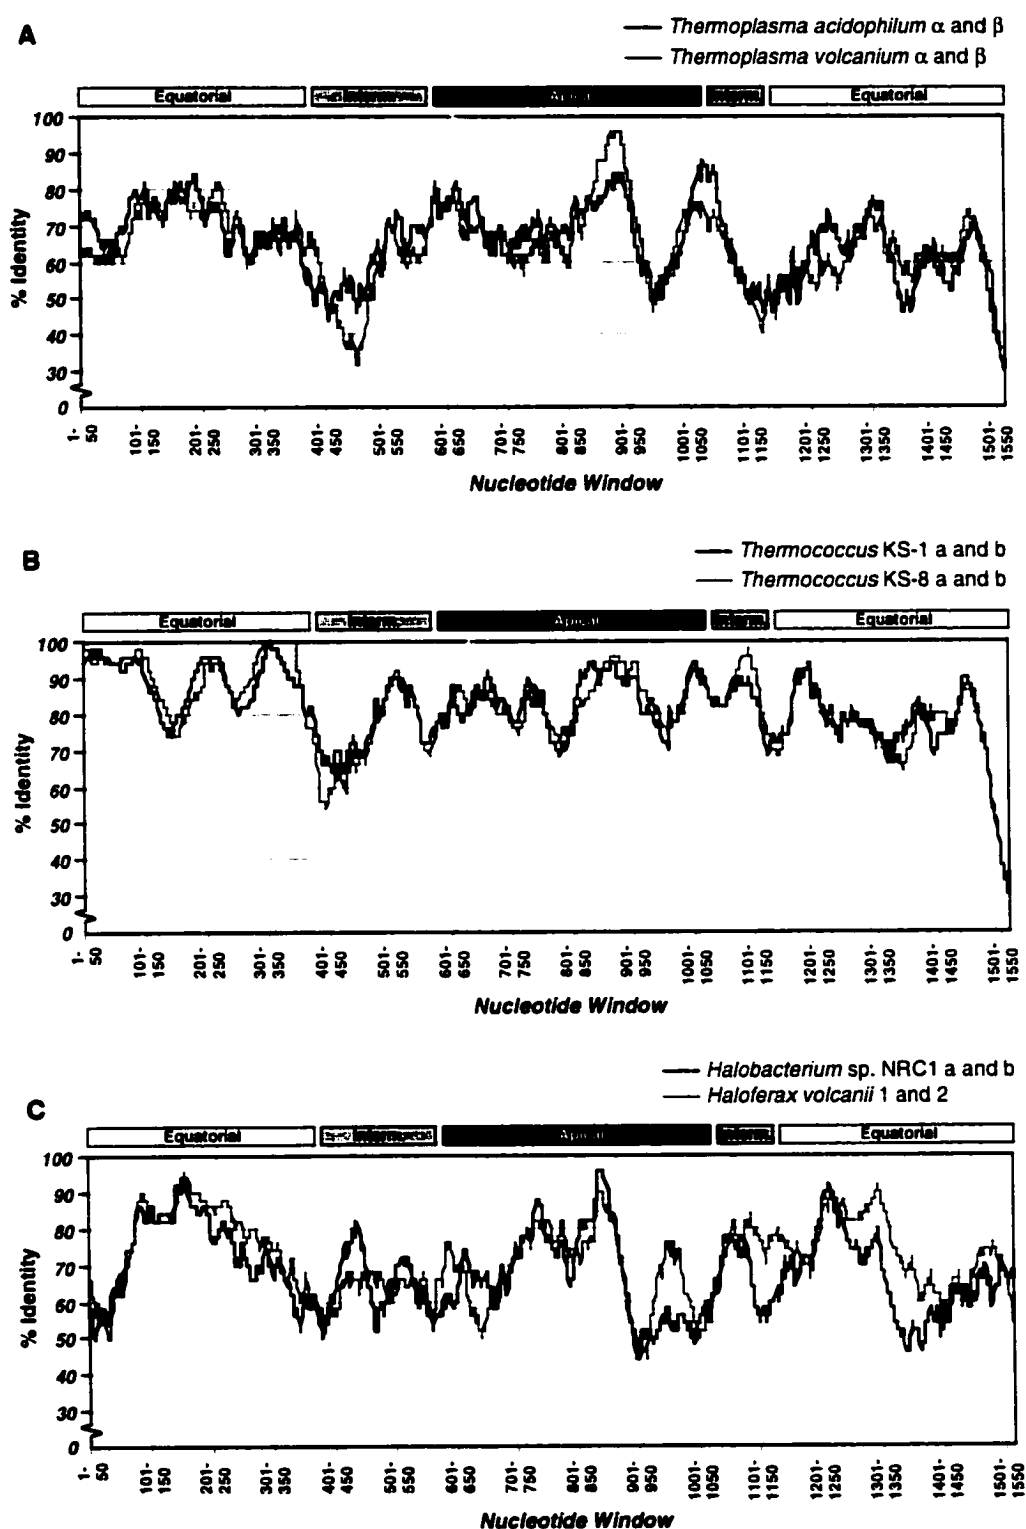 A
Thermoplasma acidophilum α and β
Thermoplasma volcanium α and β
Equatorial
Apical
Equatorial
100
90
80
70
60
50
40
30
0
% Identity
1-50 101-150 201-250 301-350 401-450 501-550 601-650 701-750 801-850 901-950 1001-1050 1101-1150 1201-1250 1301-1350 1401-1450 1501-1550
Nucleotide Window
B
Thermococcus KS-1 a and b
Thermococcus KS-8 a and b
Equatorial
Apical
Equatorial
100
90
80
70
60
50
40
30
0
% Identity
1-50 101-150 201-250 301-350 401-450 501-550 601-650 701-750 801-850 901-950 1001-1050 1101-1150 1201-1250 1301-1350 1401-1450 1501-1550
Nucleotide Window
C
Halobacterium sp. NRC1 a and b
Haloferax volcanii 1 and 2
Equatorial
Apical
Equatorial
100
90
80
70
60
50
40
30
0
% Identity
1-50 101-150 201-250 301-350 401-450 501-550 601-650 701-750 801-850 901-950 1001-1050 1101-1150 1201-1250 1301-1350 1401-1450 1501-1550
Nucleotide Window